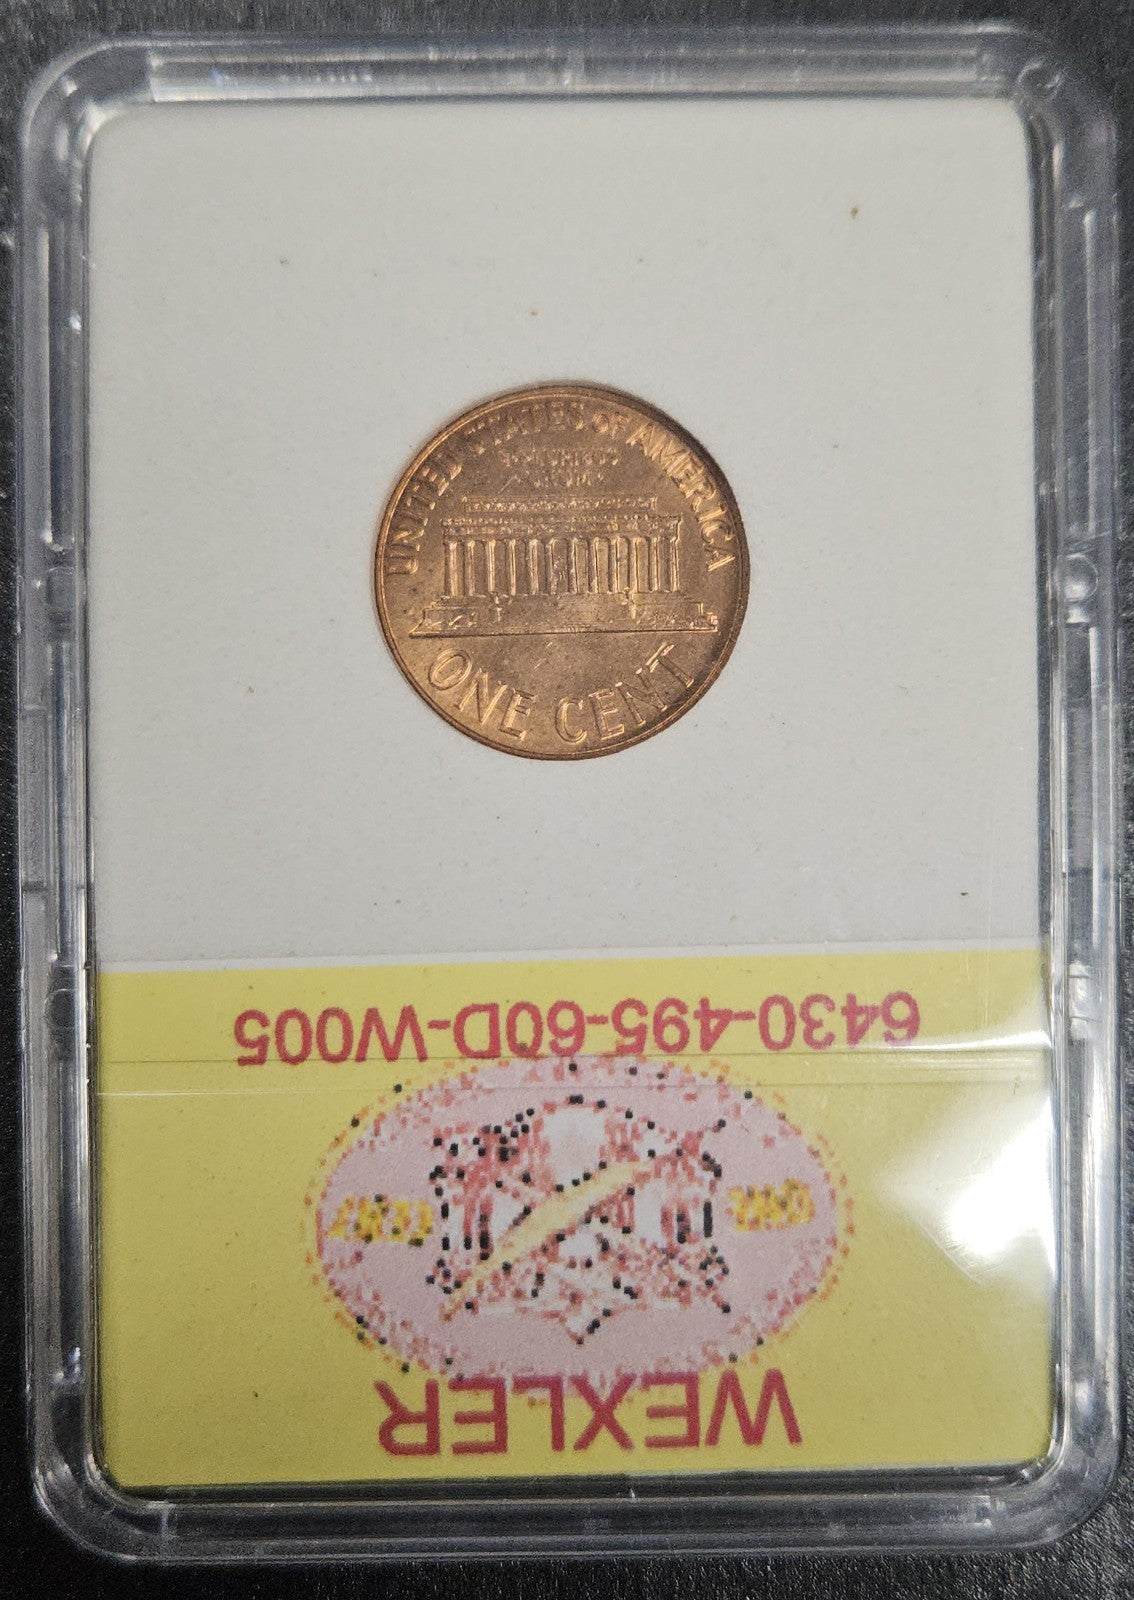 UNITED STATES OF AMERICA
E PLURIBUS
UNUM
ONE CENT
6430-495-60D-W005
WEXLER